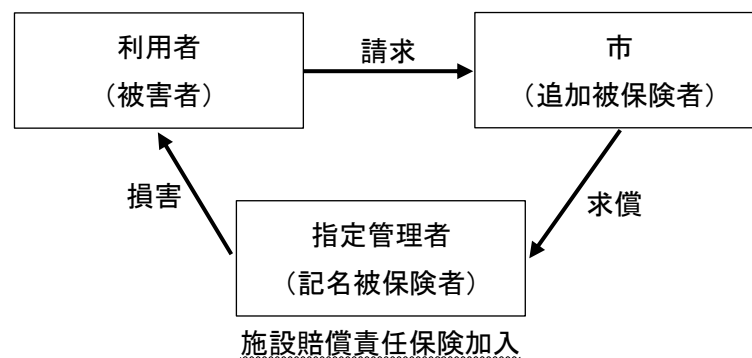 利用者
（被害者）
請求
市
（追加被保険者）
損害
求償
指定管理者
（記名被保険者）
施設賠償責任保険加入